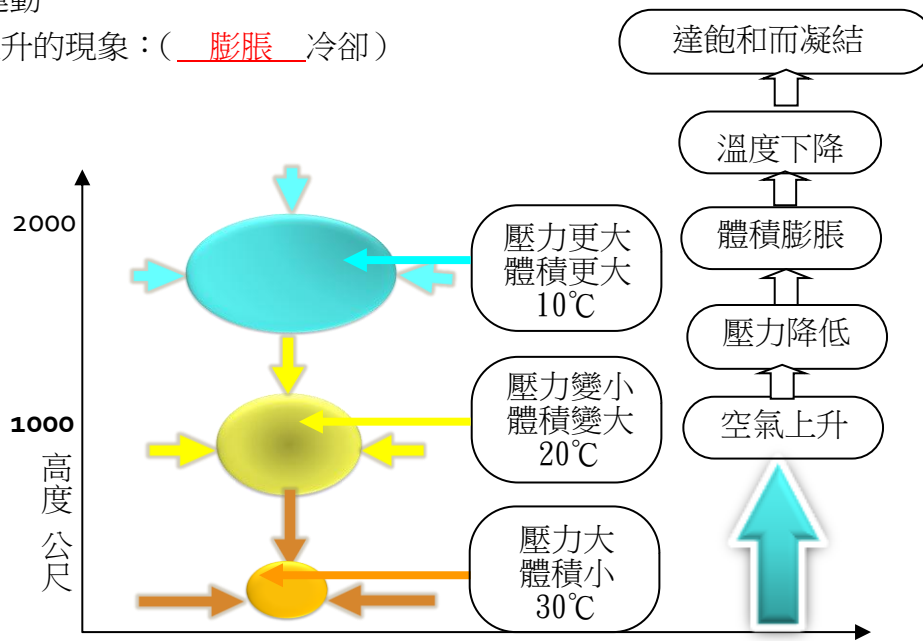 運動
升的現象：(　膨脹　冷卻)
達飽和而凝結
溫度下降
體積膨脹
壓力降低
空氣上升
2000
1000
高度 公尺
壓力更大
體積更大
10℃
壓力變小
體積變大
20℃
壓力大
體積小
30℃